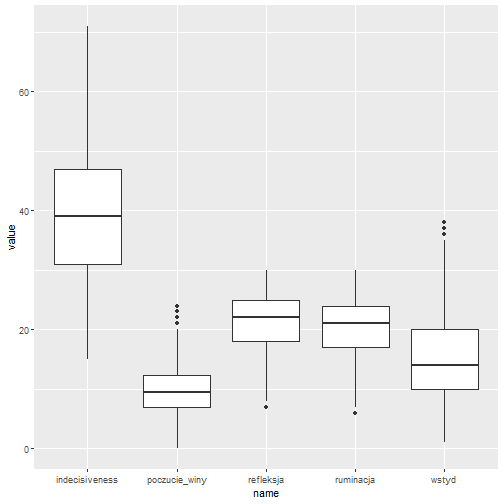 60
40
20
0
value
indecisiveness poczucie_winy refleksja ruminacja wstyd
name